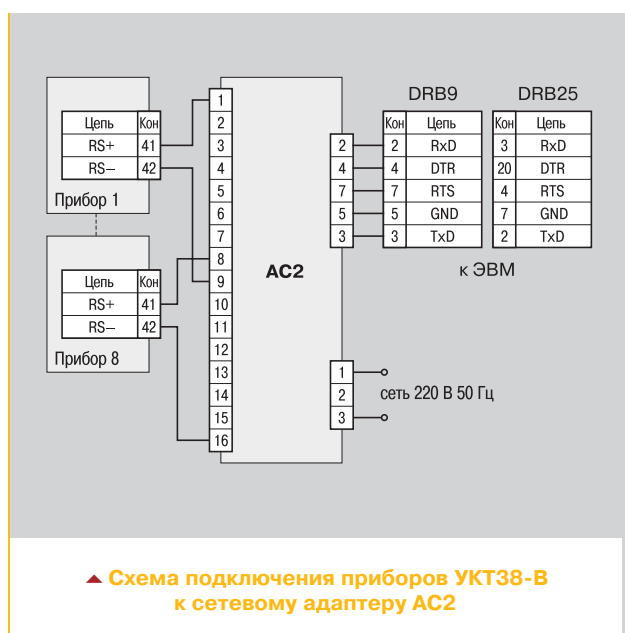 Цепь Кон
RS+ 41
RS− 42
Прибор 1
Цепь Кон
RS+ 41
RS− 42
Прибор 8
1
2
3
4
5
6
7
8
9
10
11
12
13
14
15
16
АС2
2
4
7
5
3
1
2
3
сеть 220 В 50 Гц
DRB9
Кон Цепь
2 RxD
4 DTR
7 RTS
5 GND
3 TxD
DRB25
Кон Цепь
3 RxD
20 DTR
4 RTS
7 GND
2 TxD
к ЭВМ
Схема подключения приборов УКТ38-В
к сетевому адаптеру АС2